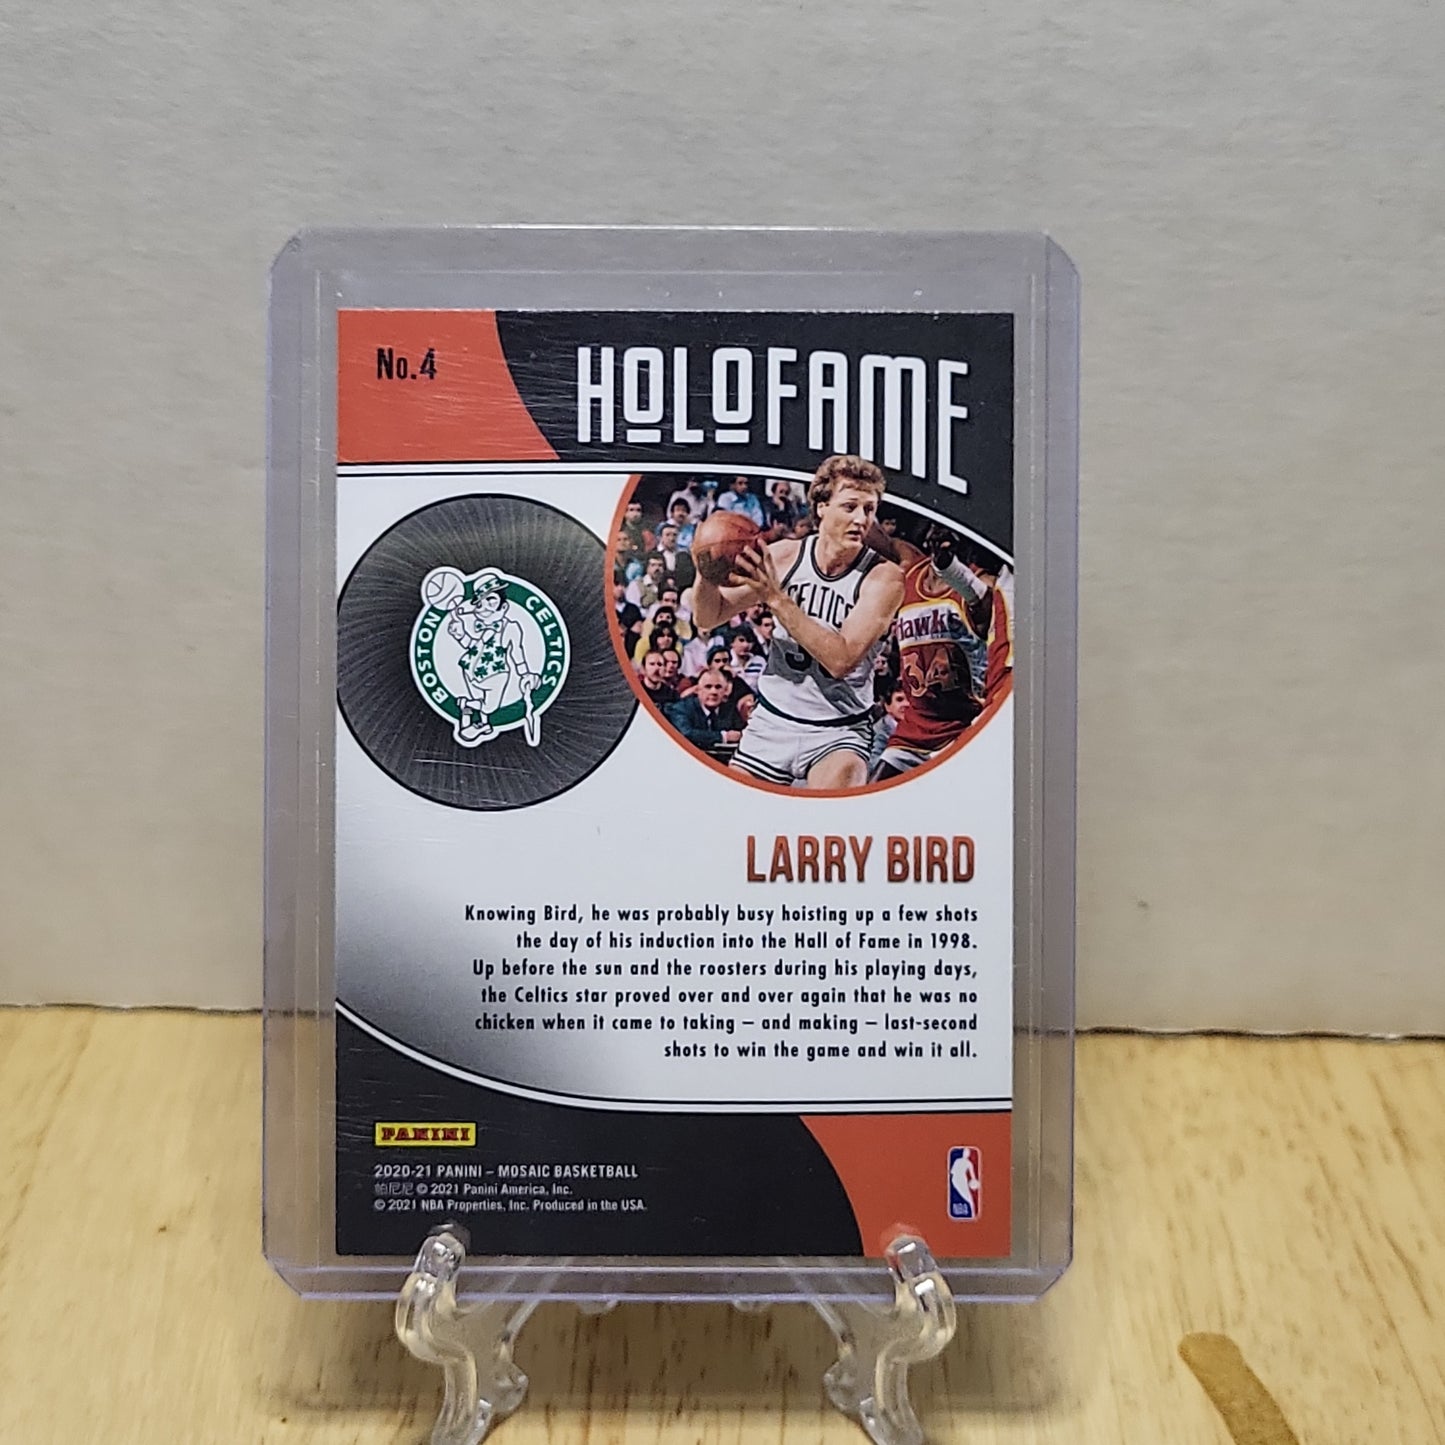 No.4
HOLOFAME
BOSTON CELTICS
CELTICS
Hawks
34
LARRY BIRD
Knowing Bird, he was probably busy hoisting up a few shots
the day of his induction into the Hall of Fame in 1998.
Up before the sun and the roosters during his playing days,
the Celtics star proved over and over again that he was no
chicken when it came to taking – and making – last-second
shots to win the game and win it all.
PANINI
2020-21 PANINI – MOSAIC BASKETBALL
帕尼尼 © 2021 Panini America, Inc.
© 2021 NBA Properties, Inc. Produced in the USA.
NBA